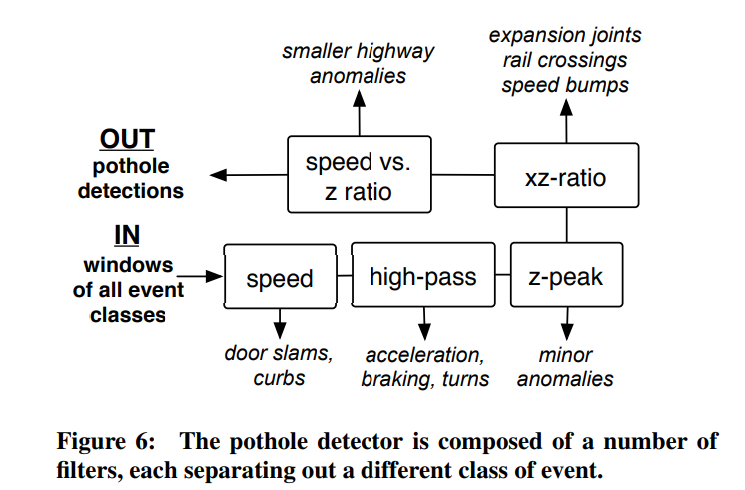 smaller highway
anomalies
expansion joints
rail crossings
speed bumps
OUT
pothole
detections
speed vs.
z ratio
xz-ratio
IN
windows
of all event
classes
speed
high-pass
z-peak
door slams,
curbs
acceleration,
braking, turns
minor
anomalies
Figure 6: The pothole detector is composed of a number of
filters, each separating out a different class of event.